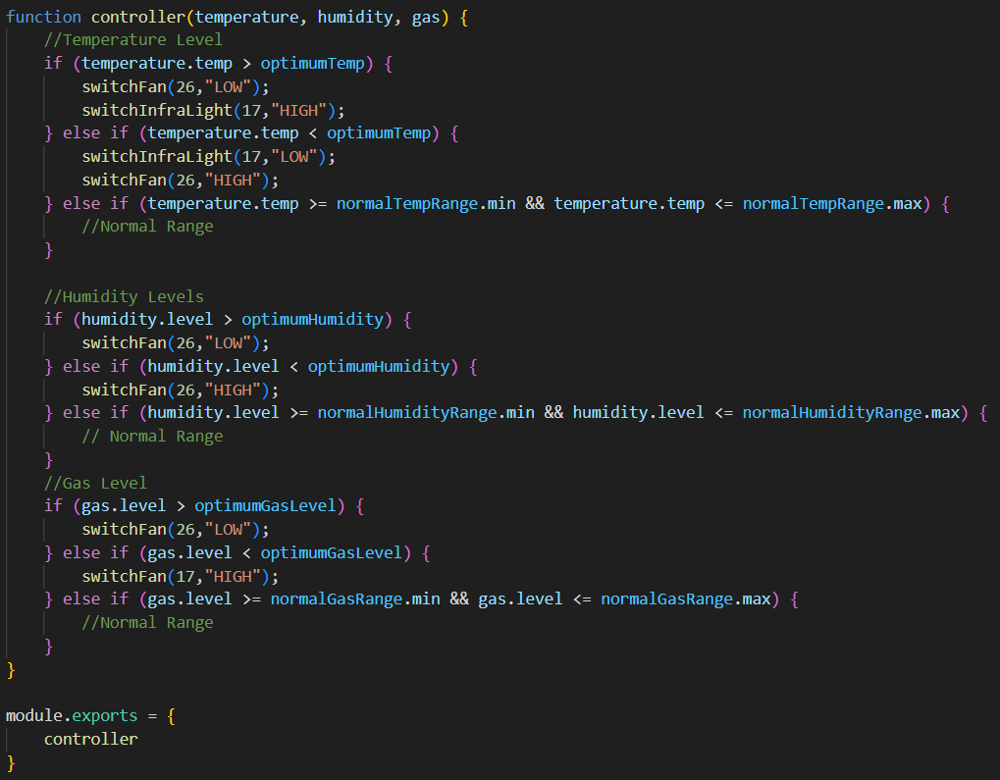 function controller(temperature, humidity, gas) {
    //Temperature Level
    if (temperature.temp > optimumTemp) {
        switchFan(26,"LOW");
        switchInfraLight(17,"HIGH");
    } else if (temperature.temp < optimumTemp) {
        switchInfraLight(17,"LOW");
        switchFan(26,"HIGH");
    } else if (temperature.temp >= normalTempRange.min && temperature.temp <= normalTempRange.max) {
        //Normal Range
    }

    //Humidity Levels
    if (humidity.level > optimumHumidity) {
        switchFan(26,"LOW");
    } else if (humidity.level < optimumHumidity) {
        switchFan(26,"HIGH");
    } else if (humidity.level >= normalHumidityRange.min && humidity.level <= normalHumidityRange.max) {
        // Normal Range
    }
    //Gas Level
    if (gas.level > optimumGasLevel) {
        switchFan(26,"LOW");
    } else if (gas.level < optimumGasLevel) {
        switchFan(17,"HIGH");
    } else if (gas.level >= normalGasRange.min && gas.level <= normalGasRange.max) {
        //Normal Range
    }
}

module.exports = {
    controller
}